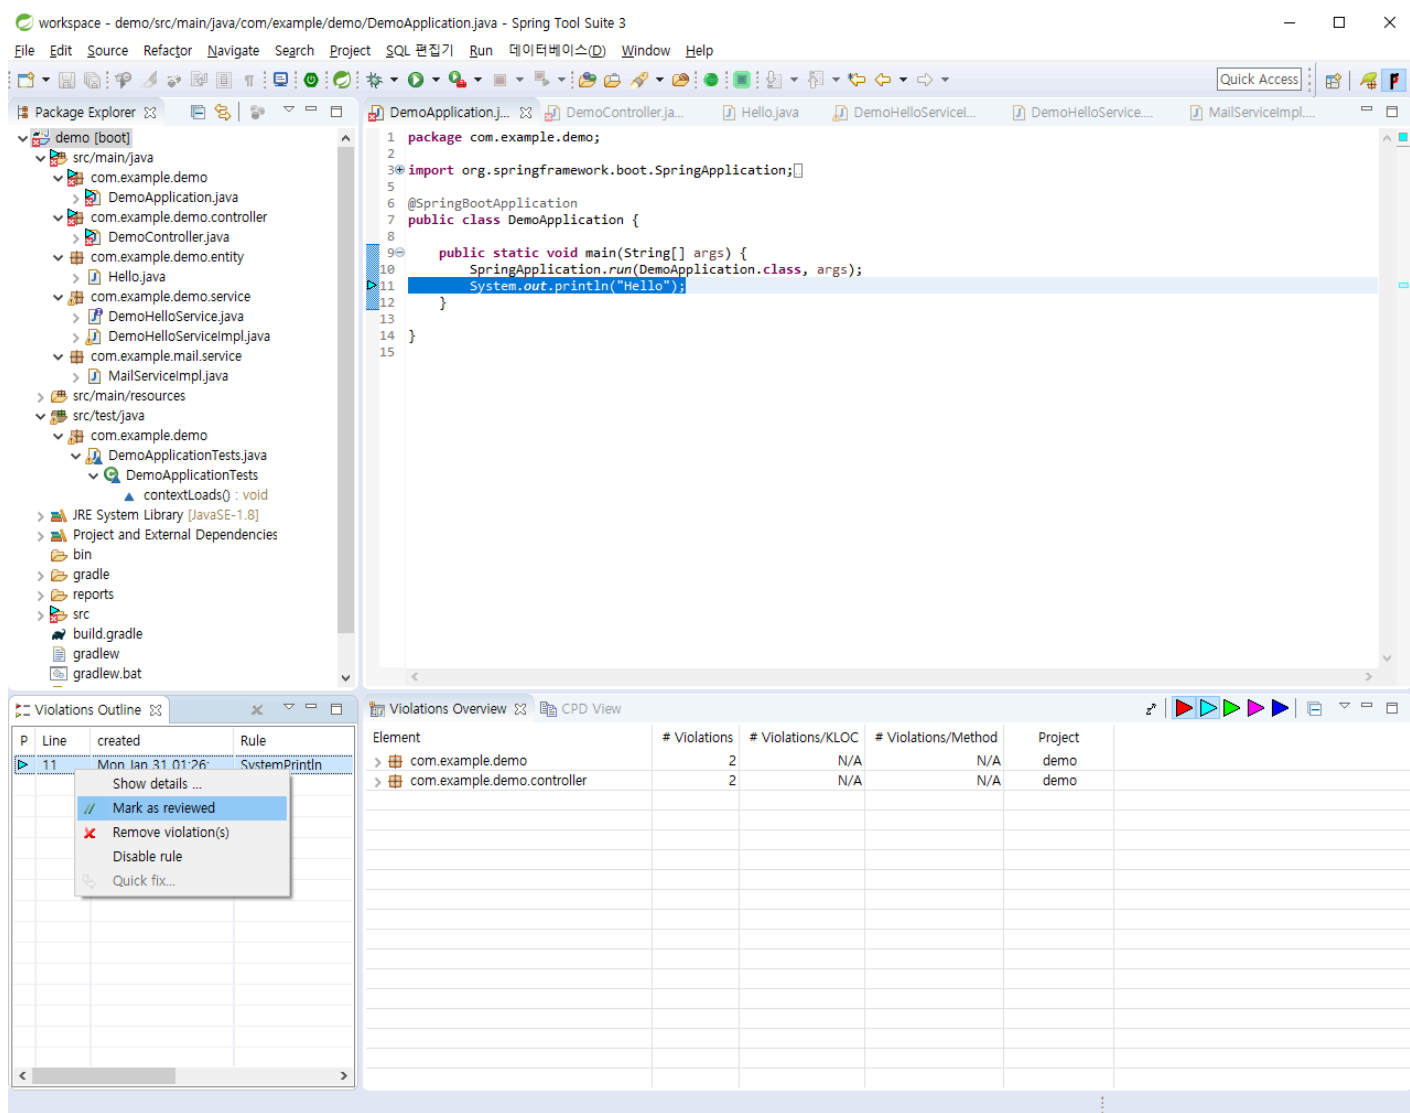 workspace - demo/src/main/java/com/example/demo/DemoApplication.java - Spring Tool Suite 3
File Edit Source Refactor Navigate Search Project SQL 편집기 Run 데이터베이스(D) Window Help
Quick Access
Package Explorer
demo [boot]
src/main/java
com.example.demo
DemoApplication.java
com.example.demo.controller
DemoController.java
com.example.demo.entity
Hello.java
com.example.demo.service
DemoHelloService.java
DemoHelloServiceImpl.java
com.example.mail.service
MailServiceImpl.java
src/main/resources
src/test/java
com.example.demo
DemoApplicationTests.java
DemoApplicationTests
contextLoads() : void
JRE System Library [JavaSE-1.8]
Project and External Dependencies
bin
gradle
reports
src
build.gradle
gradlew
gradlew.bat
DemoApplication.j... DemoController.ja... Hello.java DemoHelloServiceI... DemoHelloService.... MailServiceImpl....
1 package com.example.demo;
2
3 import org.springframework.boot.SpringApplication;
5
6 @SpringBootApplication
7 public class DemoApplication {
8
9 public static void main(String[] args) {
10 SpringApplication.run(DemoApplication.class, args);
11 System.out.println("Hello");
12 }
13
14 }
15
Violations Outline
P Line created Rule
11 Mon Jan 31 01:26: SystemPrintln
Show details ...
Mark as reviewed
Remove violation(s)
Disable rule
Quick fix...
Violations Overview CPD View
Element # Violations # Violations/KLOC # Violations/Method Project
com.example.demo 2 N/A N/A demo
com.example.demo.controller 2 N/A N/A demo